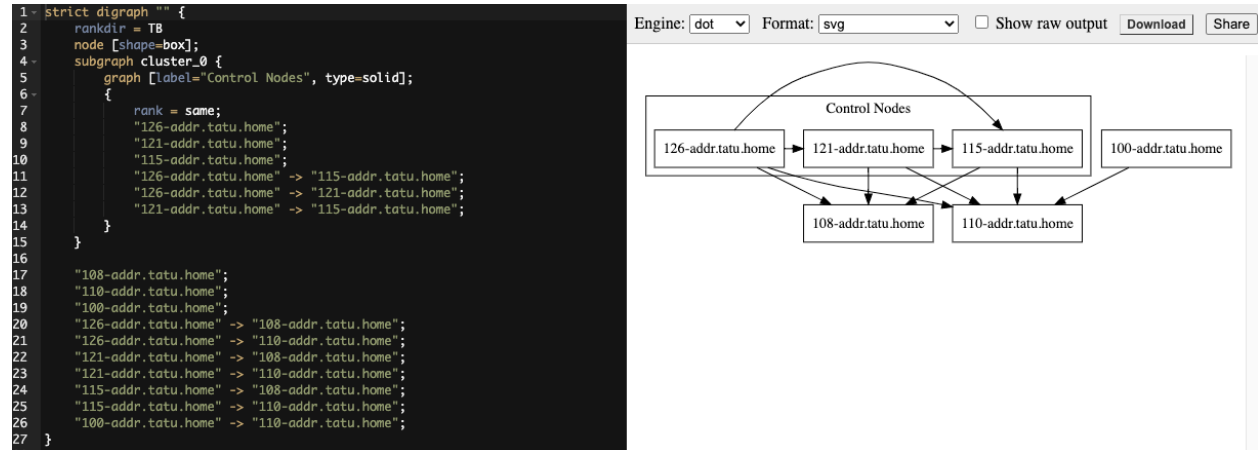 1 strict digraph "" {
2     rankdir = TB
3     node [shape=box];
4     subgraph cluster_0 {
5         graph [label="Control Nodes", type=solid];
6         {
7             rank = same;
8             "126-addr.tatu.home";
9             "121-addr.tatu.home";
10             "115-addr.tatu.home";
11             "126-addr.tatu.home" -> "115-addr.tatu.home";
12             "126-addr.tatu.home" -> "121-addr.tatu.home";
13             "121-addr.tatu.home" -> "115-addr.tatu.home";
14         }
15     }
16
17     "108-addr.tatu.home";
18     "110-addr.tatu.home";
19     "100-addr.tatu.home";
20     "126-addr.tatu.home" -> "108-addr.tatu.home";
21     "126-addr.tatu.home" -> "110-addr.tatu.home";
22     "121-addr.tatu.home" -> "108-addr.tatu.home";
23     "121-addr.tatu.home" -> "110-addr.tatu.home";
24     "115-addr.tatu.home" -> "108-addr.tatu.home";
25     "115-addr.tatu.home" -> "110-addr.tatu.home";
26     "100-addr.tatu.home" -> "110-addr.tatu.home";
27 }
Engine: dot Format: svg Show raw output Download Share
Control Nodes
126-addr.tatu.home 121-addr.tatu.home 115-addr.tatu.home 100-addr.tatu.home
108-addr.tatu.home 110-addr.tatu.home